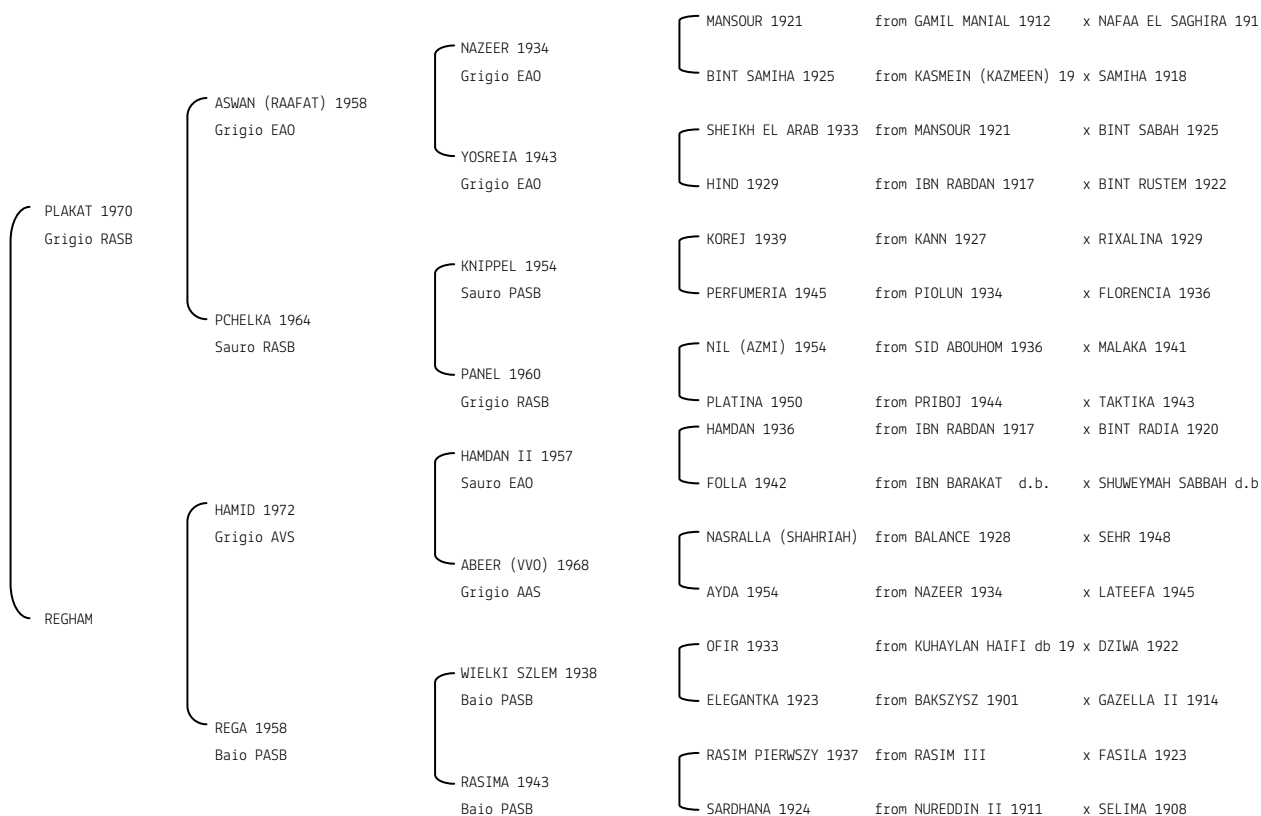 MANSOUR 1921 from GAMIL MANIAL 1912 x NAFAA EL SAGHIRA 191
NAZEER 1934
Grigio EAO
BINT SAMIHA 1925 from KASMEIN (KAZMEEN) 19 x SAMIHA 1918
ASWAN (RAAFAT) 1958
Grigio EAO
SHEIKH EL ARAB 1933 from MANSOUR 1921 x BINT SABAH 1925
YOSREIA 1943
Grigio EAO
HIND 1929 from IBN RABDAN 1917 x BINT RUSTEM 1922
PLAKAT 1970
Grigio RASB
KOREJ 1939 from KANN 1927 x RIXALINA 1929
KNIPPEL 1954
Sauro PASB
PERFUMERIA 1945 from PIOLUN 1934 x FLORENCIA 1936
PCHELKA 1964
Sauro RASB
NIL (AZMI) 1954 from SID ABOUHOM 1936 x MALAKA 1941
PANEL 1960
Grigio RASB
PLATINA 1950 from PRIBOJ 1944 x TAKTIKA 1943
HAMDAN 1936 from IBN RABDAN 1917 x BINT RADIA 1920
HAMDAN II 1957
Sauro EAO
FOLLA 1942 from IBN BARAKAT d.b. x SHUWEYMAH SABBAH d.b
HAMID 1972
Grigio AVS
NASRALLA (SHAHRIAH) from BALANCE 1928 x SEHR 1948
ABEER (VVO) 1968
Grigio AAS
AYDA 1954 from NAZEER 1934 x LATEEFA 1945
REGHAM
OFIR 1933 from KUHAYLAN HAIFI db 19 x DZIWA 1922
WIELKI SZLEM 1938
Baio PASB
ELEGANTKA 1923 from BAKSZYSZ 1901 x GAZELLA II 1914
REGA 1958
Baio PASB
RASIM PIERWSZY 1937 from RASIM III x FASILA 1923
RASIMA 1943
Baio PASB
SARDHANA 1924 from NUREDDIN II 1911 x SELIMA 1908